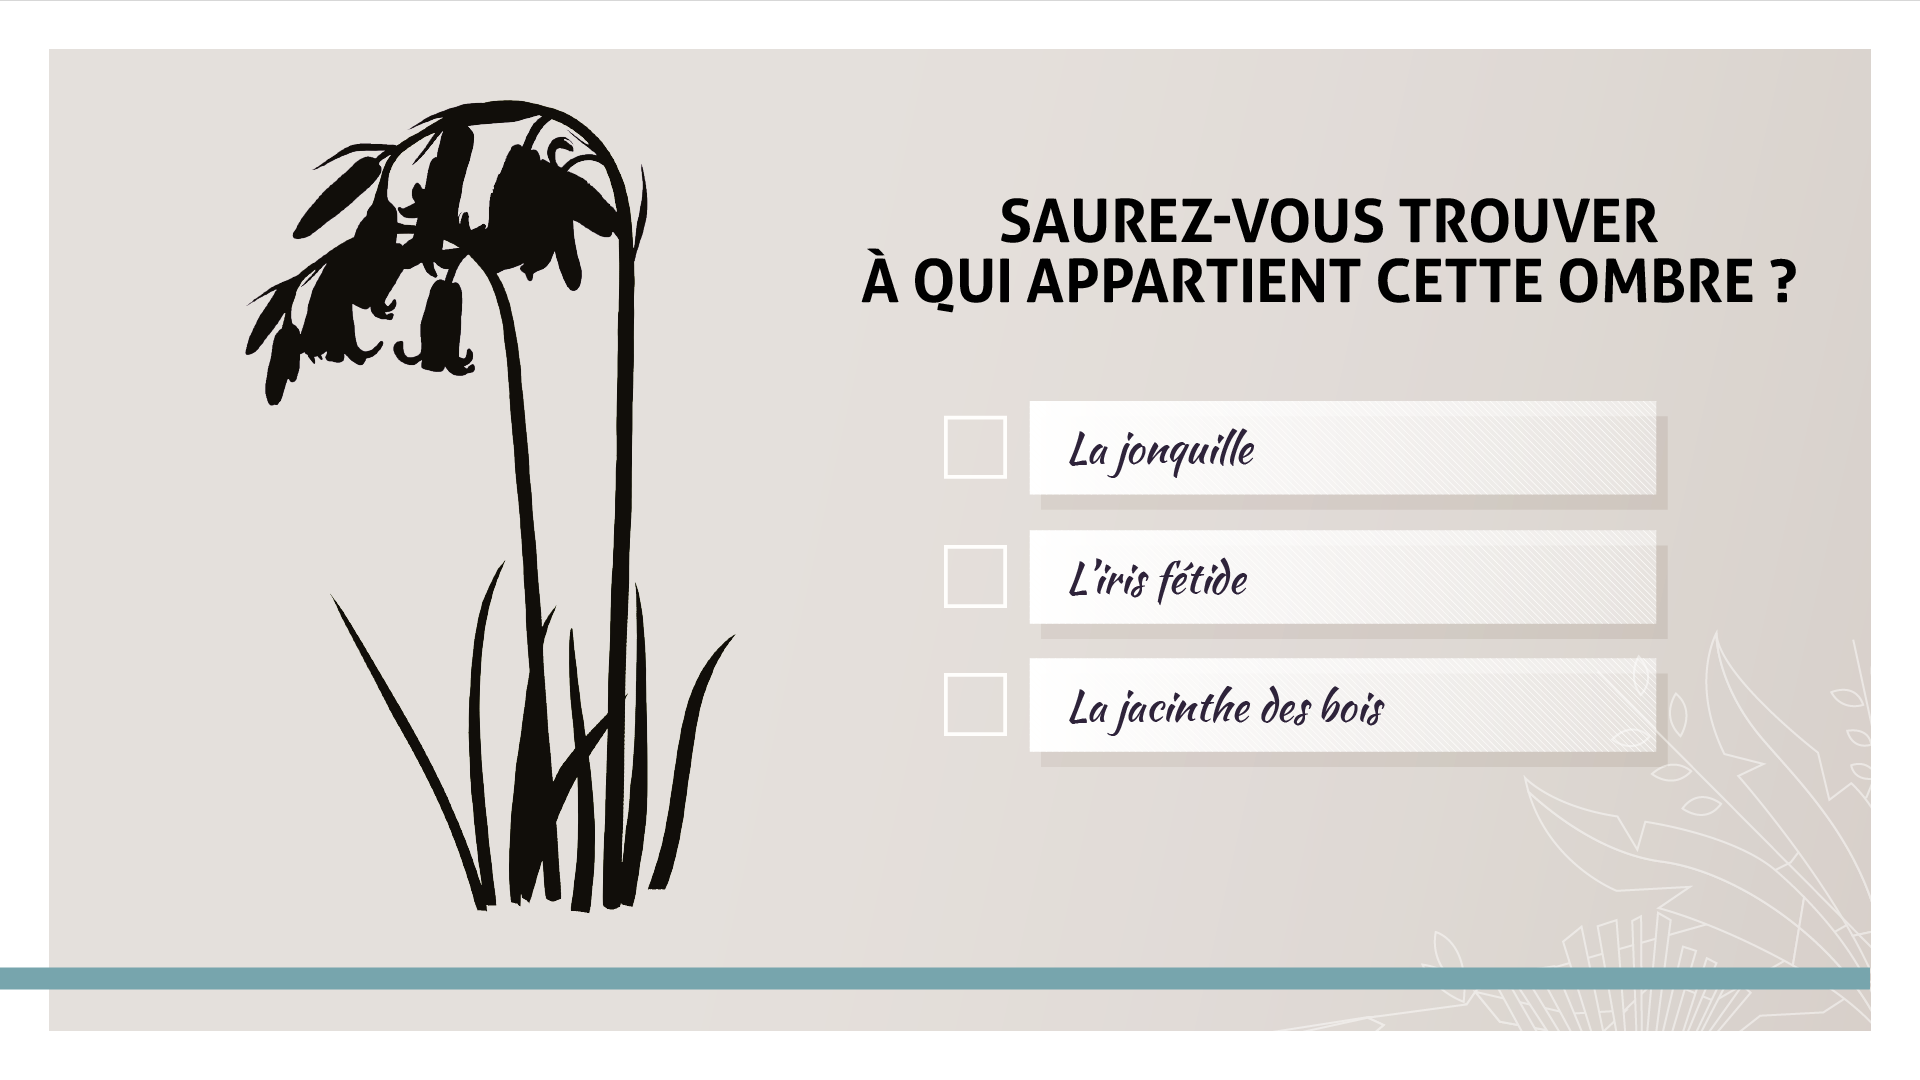 SAUREZ-VOUS TROUVER
À QUI APPARTIENT CETTE OMBRE ?
La jonquille
L'iris fétide
La jacinthe des bois